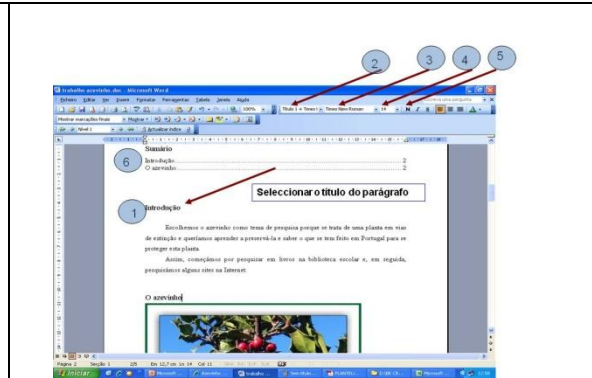 2 3 4 5
trabalho azevinho.doc - Microsoft Word
Ficheiro Editar Ver Inserir Formatar Ferramentas Tabela Janela Ajuda
100% Título 1 + Times Times New Roman 14 N I S
Mostrar marcações finais Mostrar
Nível 1 Actualizar índice
Sumário
6
Introdução 2
O azevinho 2
Seleccionar o título do parágrafo
1
Introdução
Escolhemos o azevinho como tema de pesquisa porque se trata de uma planta em vias
de extinção e queríamos aprender a preservá-la e saber o que se tem feito em Portugal para se
proteger esta planta.
Assim, começámos por pesquisar em livros na biblioteca escolar e, em seguida,
pesquisámos alguns sites na Internet
O azevinho
Página 2 Secção 1 2/5 Em 12,7 cm Ln 14 Col 11
Iniciar